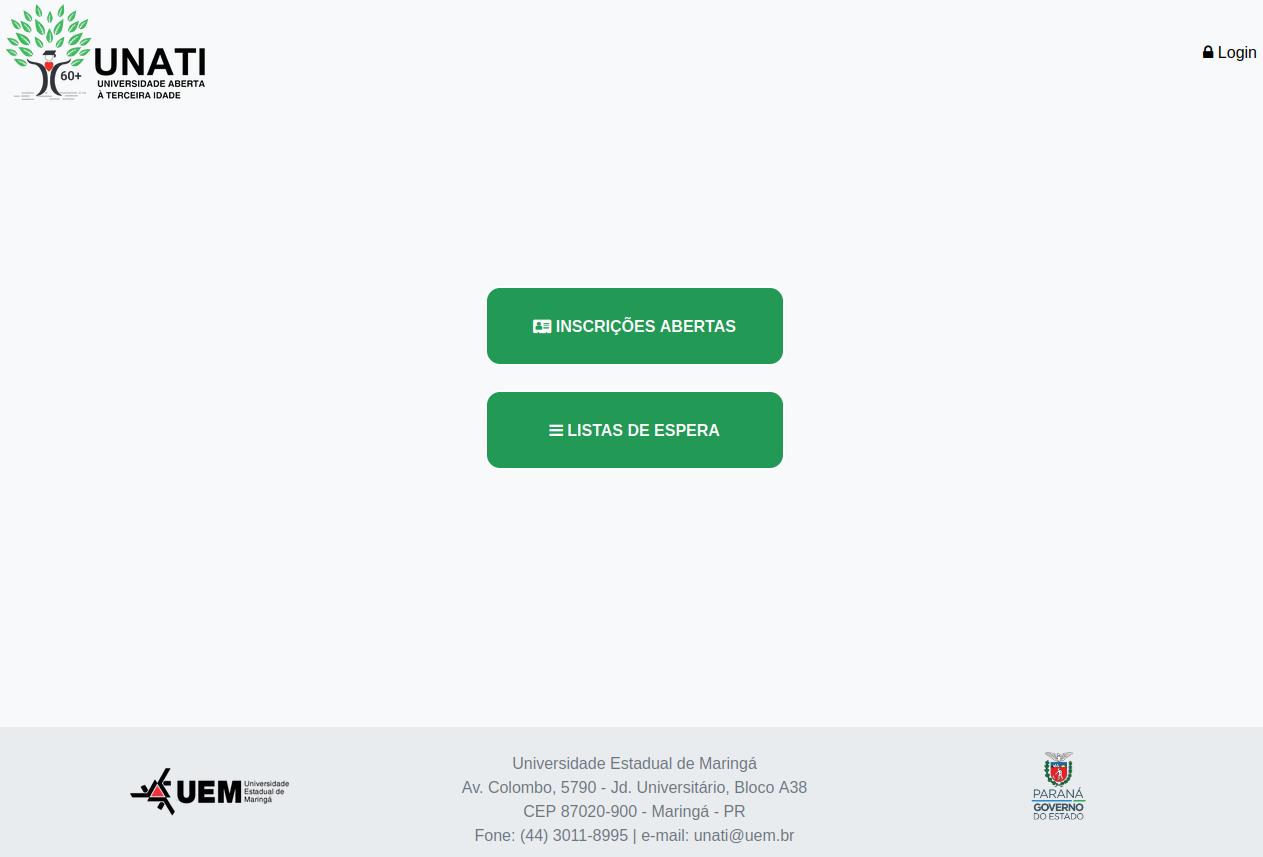 60+
UNATI
UNIVERSIDADE ABERTA
À TERCEIRA IDADE
Login
INSCRIÇÕES ABERTAS
LISTAS DE ESPERA
UEM
Universidade
Estadual de
Maringá
Universidade Estadual de Maringá
Av. Colombo, 5790 - Jd. Universitário, Bloco A38
CEP 87020-900 - Maringá - PR
Fone: (44) 3011-8995 | e-mail: unati@uem.br
PARANÁ
GOVERNO
DO ESTADO